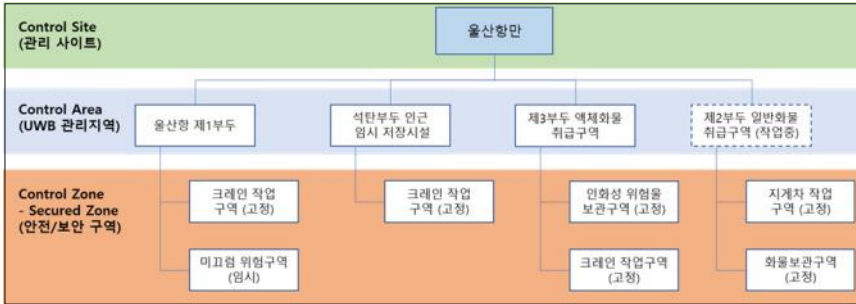 Control Site
(관리 사이트)
울산항만
Control Area
(UWB 관리지역)
울산항 제1부두
석탄부두 인근
임시 저장시설
제3부두 액체화물
취급구역
제2부두 일반화물
취급구역 (작업중)
Control Zone
- Secured Zone
(안전/보안 구역)
크레인 작업
구역 (고정)
크레인 작업
구역 (고정)
인화성 위험물
보관구역 (고정)
지게차 작업
구역 (고정)
미끄럼 위험구역
(임시)
크레인 작업구역
(고정)
화물보관구역
(고정)